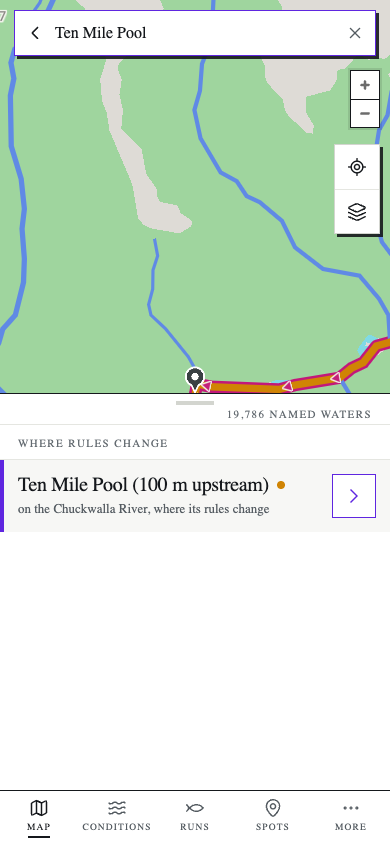 7
Ten Mile Pool
19,786 NAMED WATERS
WHERE RULES CHANGE
Ten Mile Pool (100 m upstream)
on the Chuckwalla River, where its rules change
MAP
CONDITIONS
RUNS
SPOTS
MORE